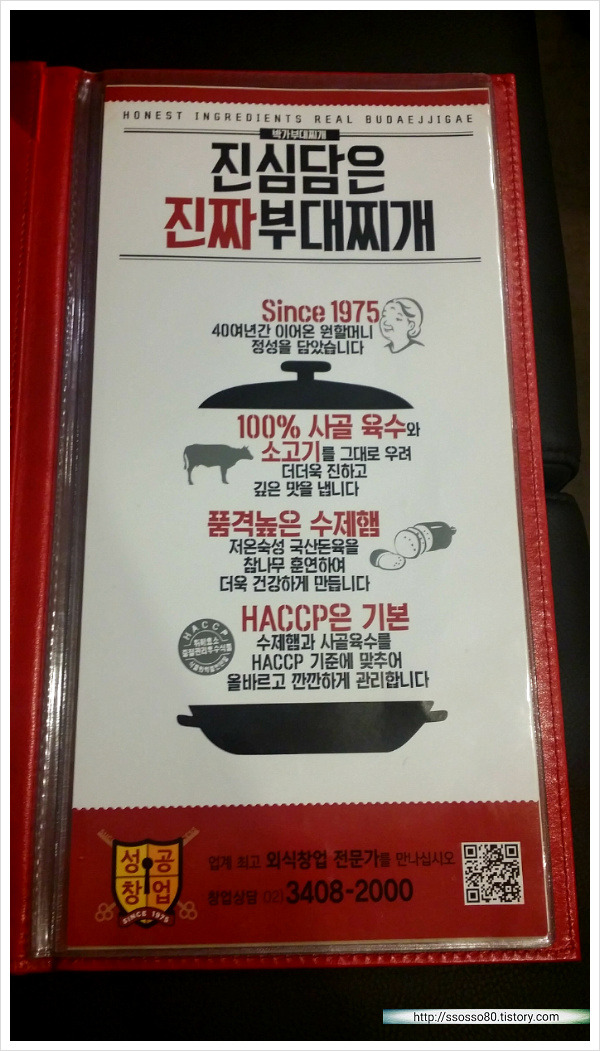 HONEST INGREDIENTS REAL BUDAEJJIGAE
박가부대찌개
진심담은
진짜부대찌개
Since 1975
40여년간 이어온 원할머니
정성을 담았습니다
100% 사골 육수와
소고기를 그대로 우려
더더욱 진하고
깊은 맛을 냅니다
품격높은 수제햄
저온숙성 국산돈육을
참나무 훈연하여
더욱 건강하게 만듭니다
HACCP은 기본
수제햄과 사골육수를
HACCP 기준에 맞추어
올바르고 깐깐하게 관리합니다
HACCP
성공
창업
SINCE 1975
업계 최고 외식창업 전문가를 만나십시오
창업상담 02) 3408-2000
http://ssosso80.tistory.com